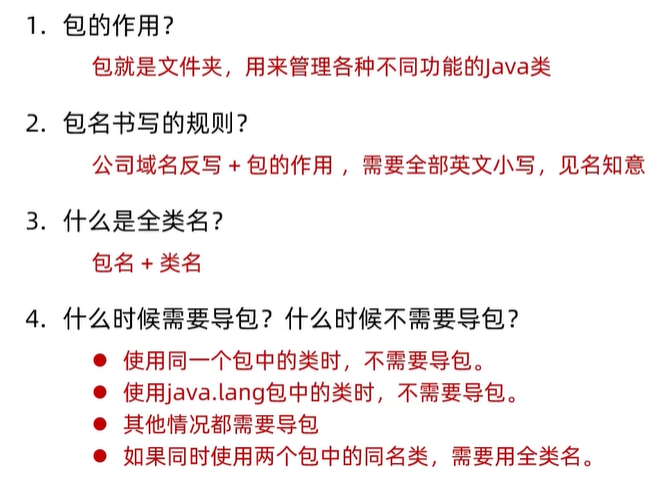 1. 包的作用？
包就是文件夹，用来管理各种不同功能的Java类
2. 包名书写的规则？
公司域名反写 + 包的作用 ，需要全部英文小写，见名知意
3. 什么是全类名？
包名 + 类名
4. 什么时候需要导包？什么时候不需要导包？
● 使用同一个包中的类时，不需要导包。
● 使用java.lang包中的类时，不需要导包。
● 其他情况都需要导包
● 如果同时使用两个包中的同名类，需要用全类名。